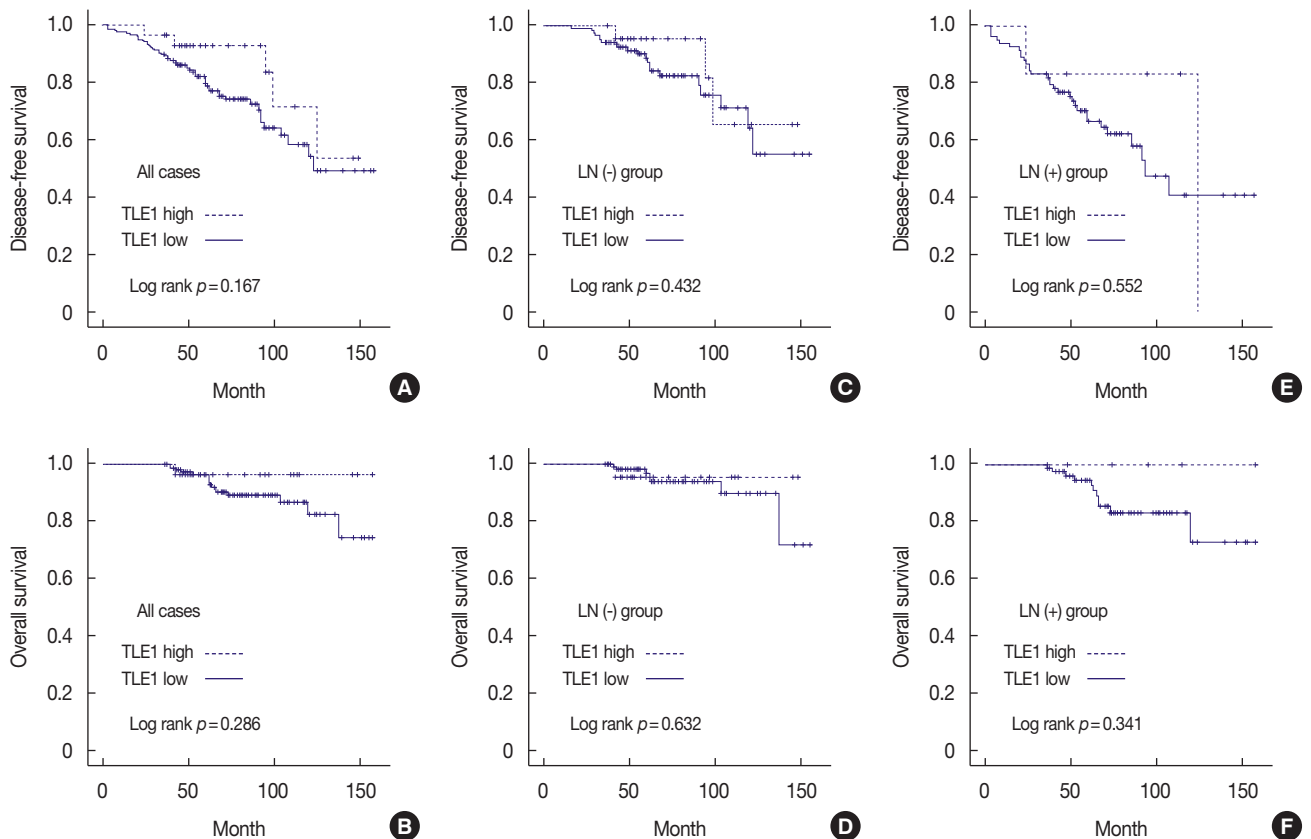 1.0
0.8
0.6
0.4
0.2
0
Disease-free survival
All cases
TLE1 high
TLE1 low
Log rank p=0.167
0 50 100 150
Month
A
1.0
0.8
0.6
0.4
0.2
0
Disease-free survival
LN (-) group
TLE1 high
TLE1 low
Log rank p=0.432
0 50 100 150
Month
C
1.0
0.8
0.6
0.4
0.2
0
Disease-free survival
LN (+) group
TLE1 high
TLE1 low
Log rank p=0.552
0 50 100 150
Month
E
1.0
0.8
0.6
0.4
0.2
0
Overall survival
All cases
TLE1 high
TLE1 low
Log rank p=0.286
0 50 100 150
Month
B
1.0
0.8
0.6
0.4
0.2
0
Overall survival
LN (-) group
TLE1 high
TLE1 low
Log rank p=0.632
0 50 100 150
Month
D
1.0
0.8
0.6
0.4
0.2
0
Overall survival
LN (+) group
TLE1 high
TLE1 low
Log rank p=0.341
0 50 100 150
Month
F